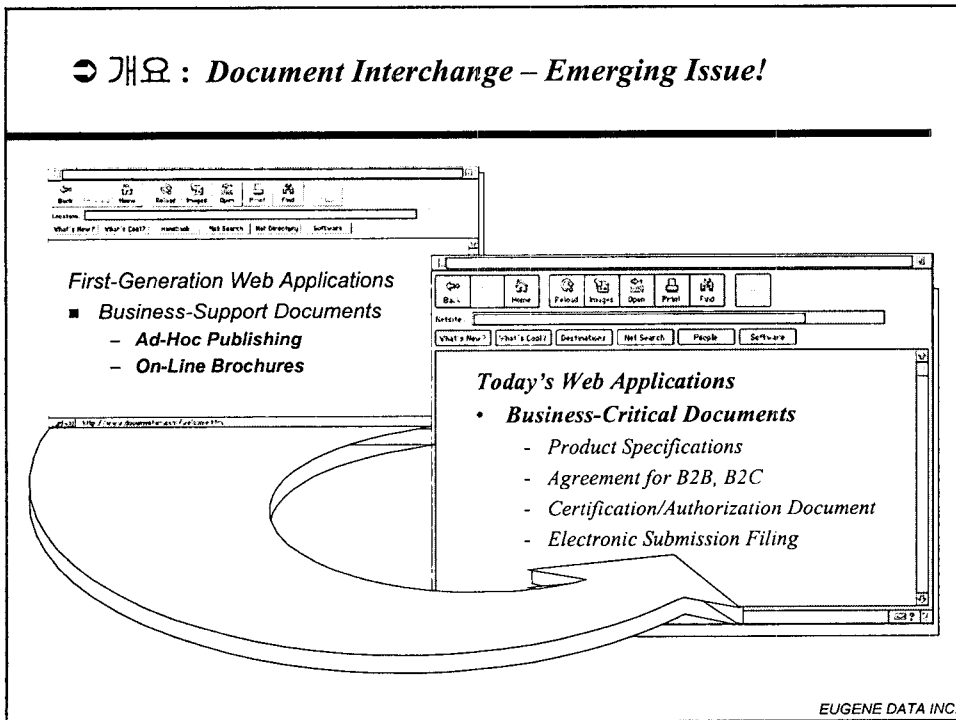 ➲ 개요 : Document Interchange – Emerging Issue!
Back Home Reload Images Open Print Find
Location:
What's New? What's Cool? Handbook Net Search Net Directory Software
First-Generation Web Applications
■ Business-Support Documents
– Ad-Hoc Publishing
– On-Line Brochures
Back Home Reload Images Open Print Find
Netsite:
What's New? What's Cool? Destinations Net Search People Software
Today's Web Applications
• Business-Critical Documents
- Product Specifications
- Agreement for B2B, B2C
- Certification/Authorization Document
- Electronic Submission Filing
EUGENE DATA INC.